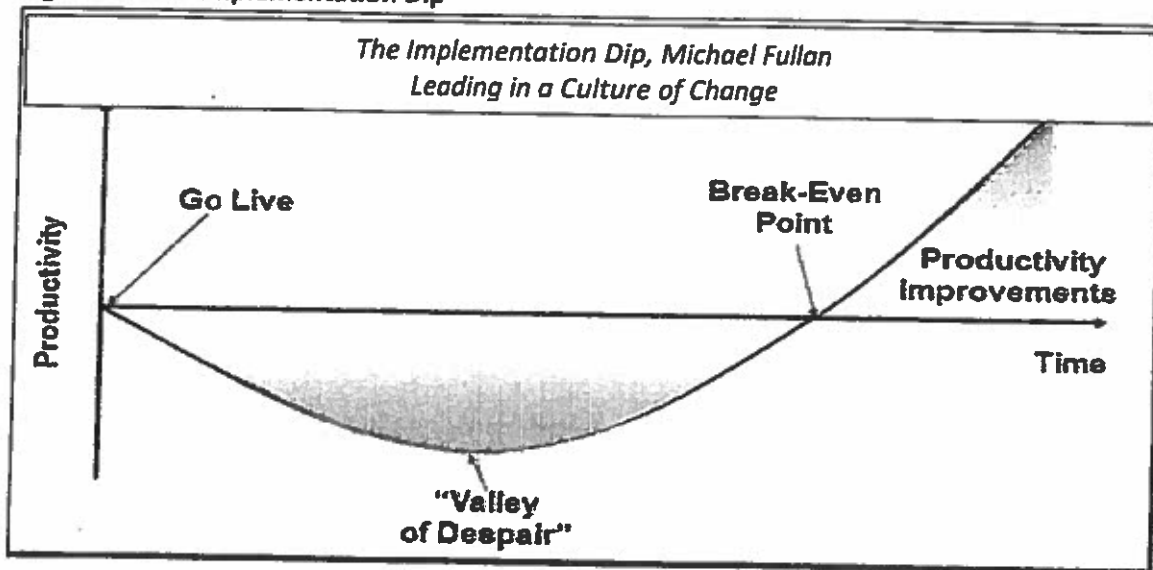 The Implementation Dip, Michael Fullan
Leading in a Culture of Change
Go Live
Break-Even
Point
Productivity
Productivity
Improvements
Time
"Valley
of Despair"